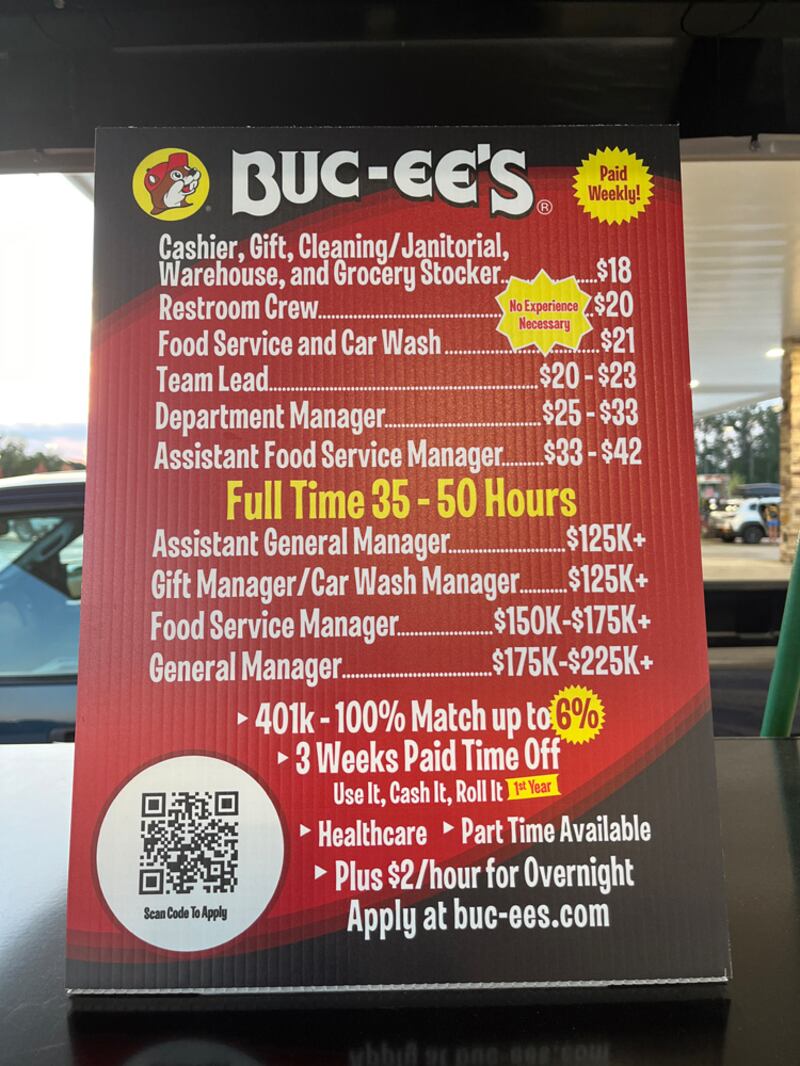 BUC-EE'S ®
Paid
Weekly!
Cashier, Gift, Cleaning/Janitorial,
Warehouse, and Grocery Stocker..........$18
Restroom Crew..............................$20
No Experience
Necessary
Food Service and Car Wash..............................$21
Team Lead..................................................$20 - $23
Department Manager..............................$25 - $33
Assistant Food Service Manager........$33 - $42
Full Time 35 - 50 Hours
Assistant General Manager......................$125K+
Gift Manager/Car Wash Manager..........$125K+
Food Service Manager...................$150K-$175K+
General Manager..............................$175K-$225K+
▸ 401k - 100% Match up to 6%
▸ 3 Weeks Paid Time Off
Use It, Cash It, Roll It 1st Year
▸ Healthcare ▸ Part Time Available
▸ Plus $2/hour for Overnight
Apply at buc-ees.com
Scan Code To Apply